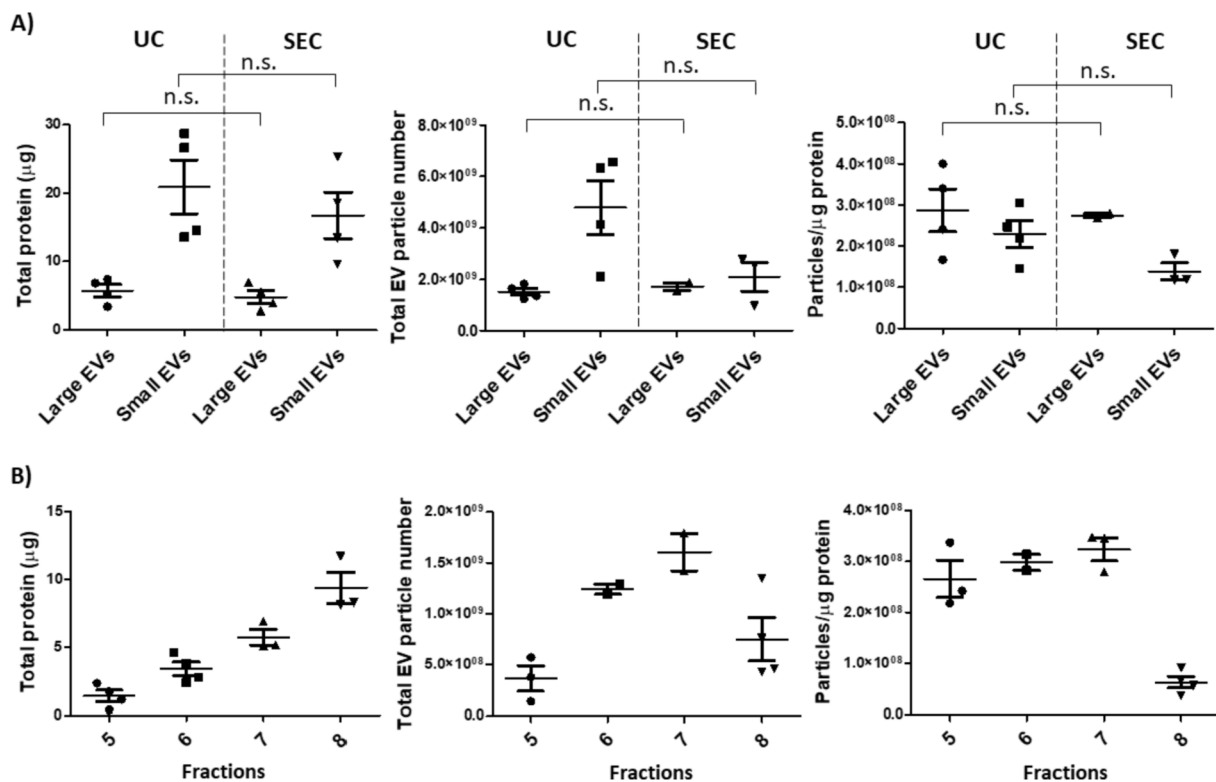 A)
UC SEC
n.s.
n.s.
Total protein (μg)
30
20
10
0
Large EVs
Small EVs
Large EVs
Small EVs
UC SEC
n.s.
n.s.
Total EV particle number
8.0×10⁰⁹
6.0×10⁰⁹
4.0×10⁰⁹
2.0×10⁰⁹
0.0
Large EVs
Small EVs
Large EVs
Small EVs
UC SEC
n.s.
n.s.
Particles/μg protein
5.0×10⁰⁸
4.0×10⁰⁸
3.0×10⁰⁸
2.0×10⁰⁸
1.0×10⁰⁸
0.0
Large EVs
Small EVs
Large EVs
Small EVs
B)
Total protein (μg)
15
10
5
0
5 6 7 8
Fractions
Total EV particle number
2.0×10⁰⁹
1.5×10⁰⁹
1.0×10⁰⁹
5.0×10⁰⁸
0.0
5 6 7 8
Fractions
Particles/μg protein
4.0×10⁰⁸
3.0×10⁰⁸
2.0×10⁰⁸
1.0×10⁰⁸
0.0
5 6 7 8
Fractions